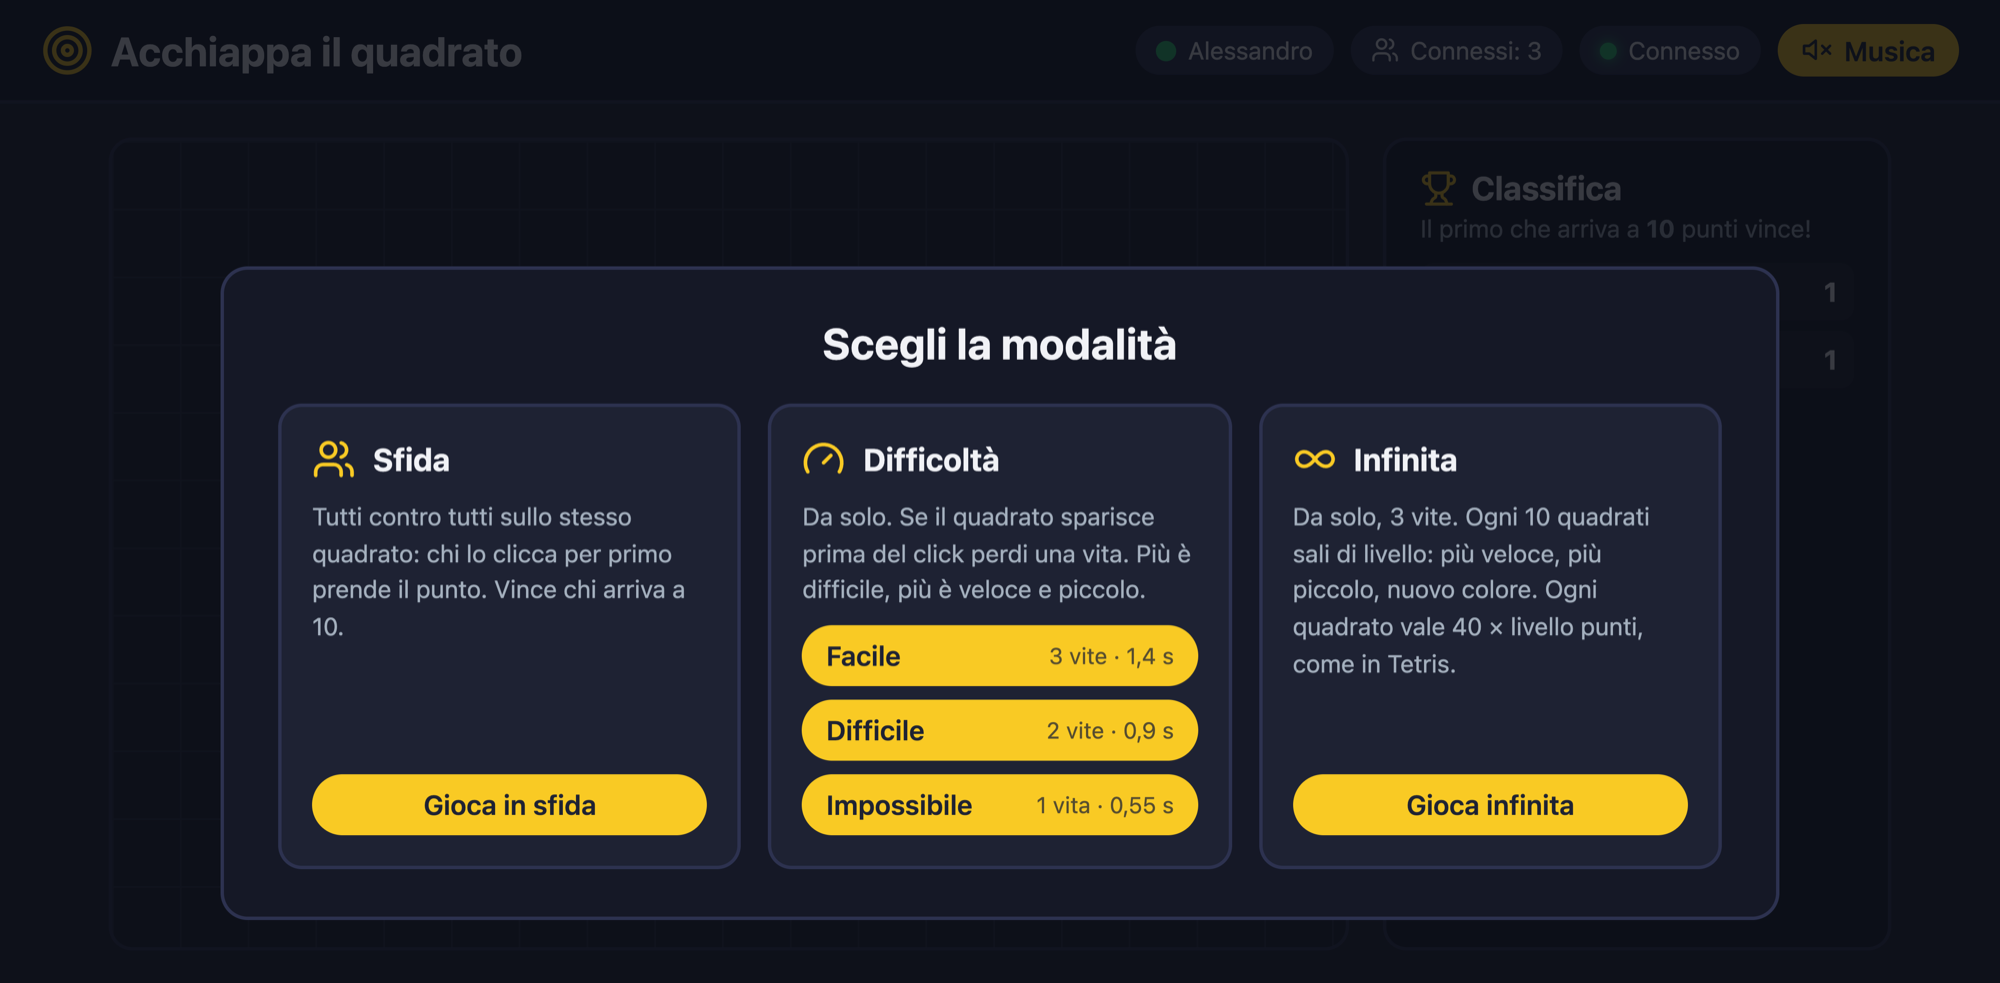 Acchiappa il quadrato
Alessandro
Connessi: 3
Connesso
Musica
Classifica
Il primo che arriva a 10 punti vince!
1
1
Scegli la modalità
Sfida
Tutti contro tutti sullo stesso
quadrato: chi lo clicca per primo
prende il punto. Vince chi arriva a
10.
Gioca in sfida
Difficoltà
Da solo. Se il quadrato sparisce
prima del click perdi una vita. Più è
difficile, più è veloce e piccolo.
Facile 3 vite · 1,4 s
Difficile 2 vite · 0,9 s
Impossibile 1 vita · 0,55 s
Infinita
Da solo, 3 vite. Ogni 10 quadrati
sali di livello: più veloce, più
piccolo, nuovo colore. Ogni
quadrato vale 40 × livello punti,
come in Tetris.
Gioca infinita